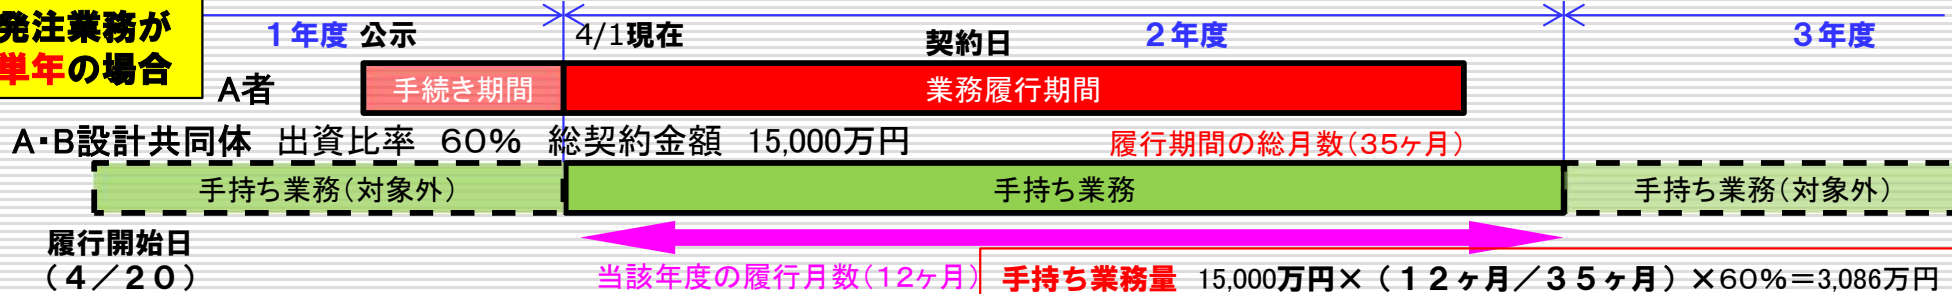 発注業務が
単年の場合
１年度 公示 4/1現在 契約日 ２年度 ３年度
A者 手続き期間 業務履行期間
A・B設計共同体 出資比率 60% 総契約金額 15,000万円 履行期間の総月数(35ヶ月)
手持ち業務(対象外) 手持ち業務 手持ち業務(対象外)
履行開始日
(４／２０) 当該年度の履行月数(12ヶ月) 手持ち業務量 15,000万円×(１２ヶ月／３５ヶ月)×60%=3,086万円